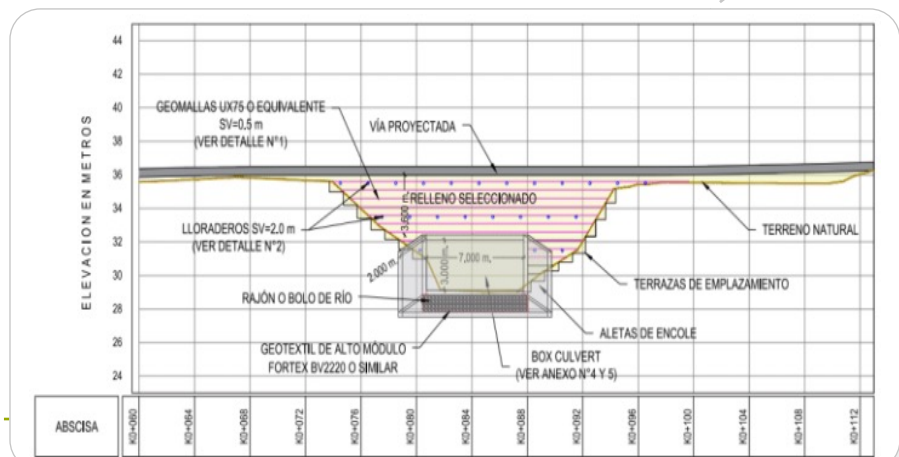 44
42
40
38
36
34
32
30
28
26
24
ELEVACION EN METROS
GEOMALLAS UX75 O EQUIVALENTE
SV=0,5 m
(VER DETALLE N°1)
VÍA PROYECTADA
RELLENO SELECCIONADO
3,600 m,
LLORADEROS SV=2.0 m
(VER DETALLE N°2)
TERRENO NATURAL
2,000 m,
3,000 m,
7,000 m,
TERRAZAS DE EMPLAZAMIENTO
RAJÓN O BOLO DE RÍO
ALETAS DE ENCOLE
GEOTEXTIL DE ALTO MÓDULO
FORTEX BV2220 O SIMILAR
BOX CULVERT
(VER ANEXO N°4 Y 5)
ABSCISA
K0+060
K0+064
K0+068
K0+072
K0+076
K0+080
K0+084
K0+088
K0+092
K0+096
K0+100
K0+104
K0+108
K0+112